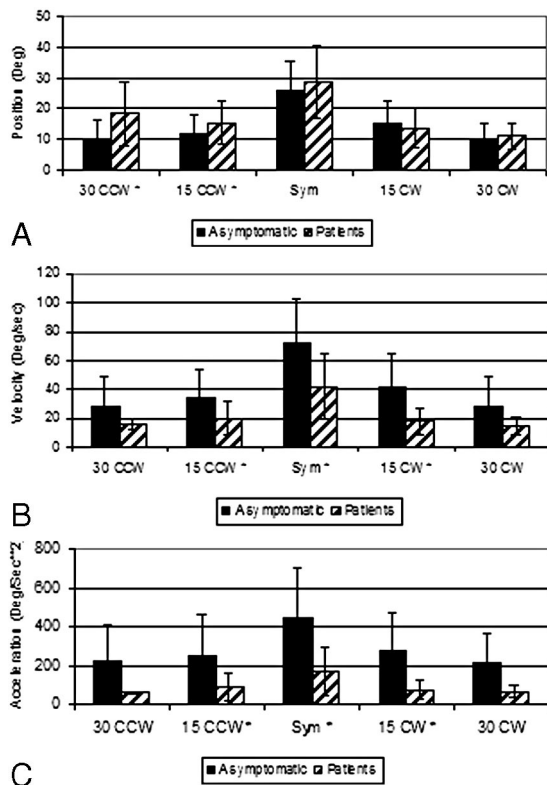 50
40
30
20
10
0
Position (Deg)
30 CCW *
15 CCW *
Sym
15 CW
30 CW
Asymptomatic Patients
A
120
100
80
60
40
20
0
Velocity (Deg/sec)
30 CCW
15 CCW *
Sym *
15 CW *
30 CW
Asymptomatic Patients
B
800
600
400
200
0
Acceleration (Deg/Sec**2)
30 CCW
15 CCW *
Sym *
15 CW *
30 CW
Asymptomatic Patients
C